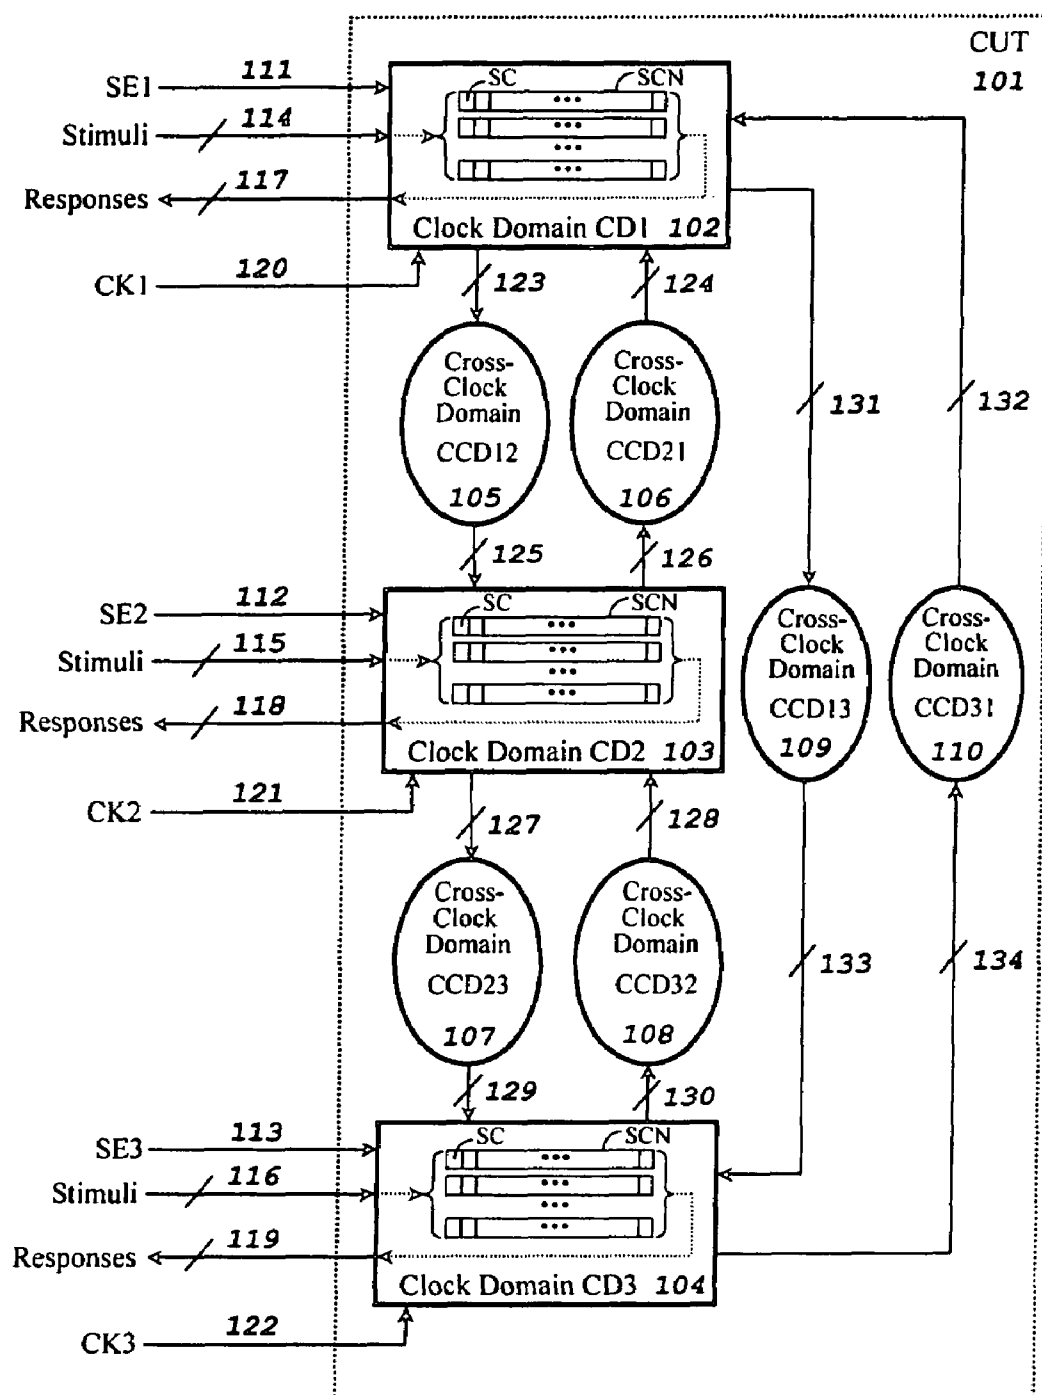 CUT
101
SE1 111
Stimuli 114
Responses 117
CK1 120
SC SCN
Clock Domain CD1 102
123
124
Cross-
Clock
Domain
CCD12
105
Cross-
Clock
Domain
CCD21
106
131
132
125
126
SE2 112
Stimuli 115
Responses 118
CK2 121
SC SCN
Clock Domain CD2 103
Cross-
Clock
Domain
CCD13
109
Cross-
Clock
Domain
CCD31
110
127
128
Cross-
Clock
Domain
CCD23
107
Cross-
Clock
Domain
CCD32
108
133
134
129
130
SE3 113
Stimuli 116
Responses 119
CK3 122
SC SCN
Clock Domain CD3 104